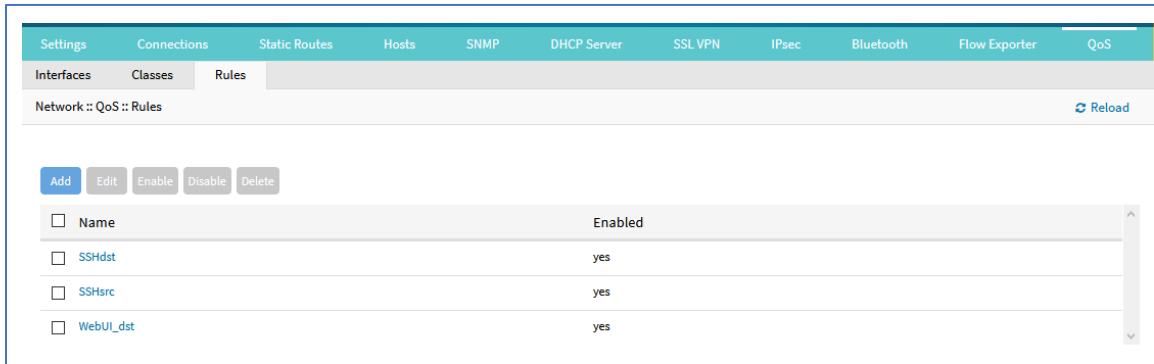 Settings Connections Static Routes Hosts SNMP DHCP Server SSL VPN IPsec Bluetooth Flow Exporter QoS
Interfaces Classes Rules
Network :: QoS :: Rules Reload
Add Edit Enable Disable Delete
Name Enabled
SSHdst yes
SSHsrc yes
WebUI_dst yes